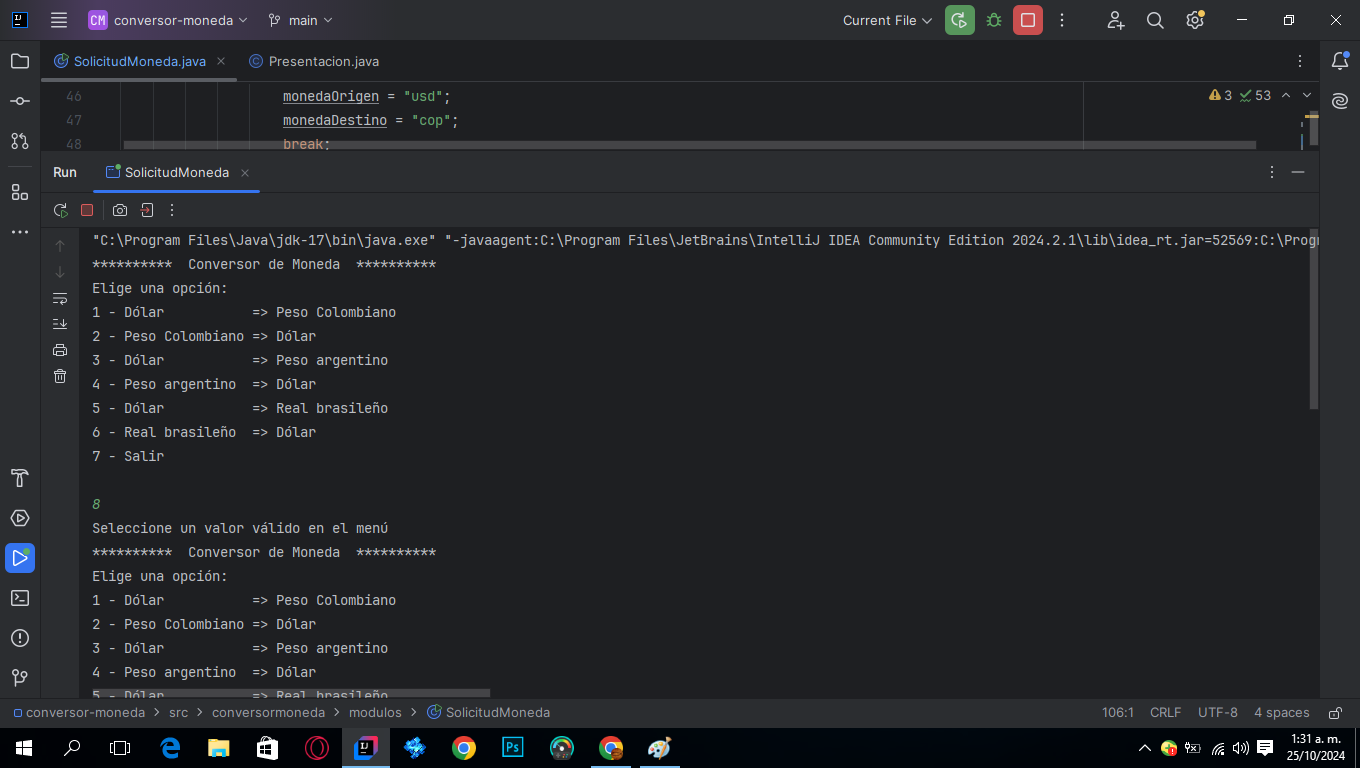 CM conversor-moneda main Current File
SolicitudMoneda.java Presentacion.java
46 monedaOrigen = "usd"; 3 53
47 monedaDestino = "cop";
48 break;
Run SolicitudMoneda
"C:\Program Files\Java\jdk-17\bin\java.exe" "-javaagent:C:\Program Files\JetBrains\IntelliJ IDEA Community Edition 2024.2.1\lib\idea_rt.jar=52569:C:\Prog
********** Conversor de Moneda **********
Elige una opción:
1 - Dólar => Peso Colombiano
2 - Peso Colombiano => Dólar
3 - Dólar => Peso argentino
4 - Peso argentino => Dólar
5 - Dólar => Real brasileño
6 - Real brasileño => Dólar
7 - Salir
8
Seleccione un valor válido en el menú
********** Conversor de Moneda **********
Elige una opción:
1 - Dólar => Peso Colombiano
2 - Peso Colombiano => Dólar
3 - Dólar => Peso argentino
4 - Peso argentino => Dólar
5 - Dólar => Real brasileño
conversor-moneda > src > conversormoneda > modulos > SolicitudMoneda 106:1 CRLF UTF-8 4 spaces
Ps
1:31 a. m.
25/10/2024